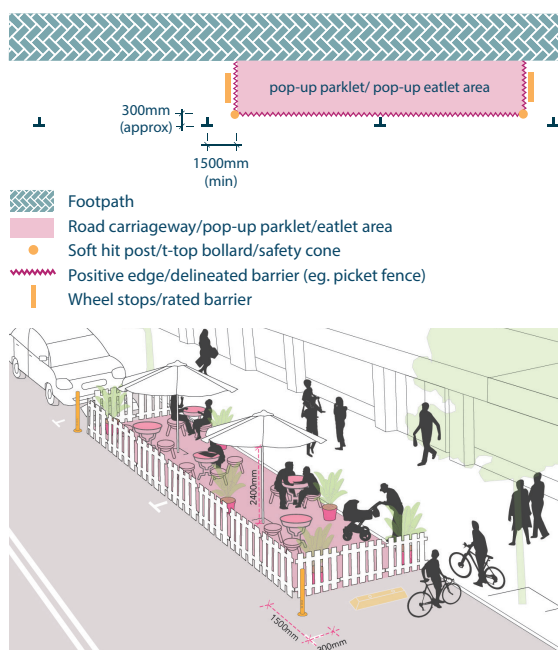 pop-up parklet/ pop-up eatlet area
300mm
(approx)
1500mm
(min)
Footpath
Road carriageway/pop-up parklet/eatlet area
Soft hit post/t-top bollard/safety cone
Positive edge/delineated barrier (eg. picket fence)
Wheel stops/rated barrier
2400mm
1500mm